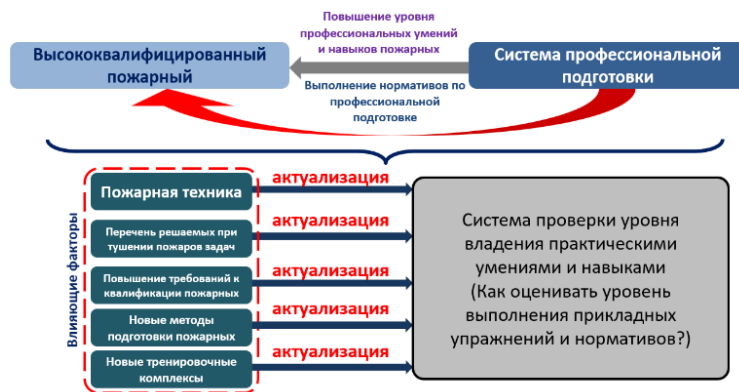 Повышение уровня
профессиональных умений
и навыков пожарных
Высококвалифицированный
пожарный
Система профессиональной
подготовки
Выполнение нормативов по
профессиональной
подготовке
Влияющие факторы
Пожарная техника
актуализация
Перечень решаемых при
тушении пожаров задач
актуализация
Повышение требований к
квалификации пожарных
актуализация
Новые методы
подготовки пожарных
актуализация
Новые тренировочные
комплексы
актуализация
Система проверки уровня
владения практическими
умениями и навыками
(Как оценивать уровень
выполнения прикладных
упражнений и нормативов?)